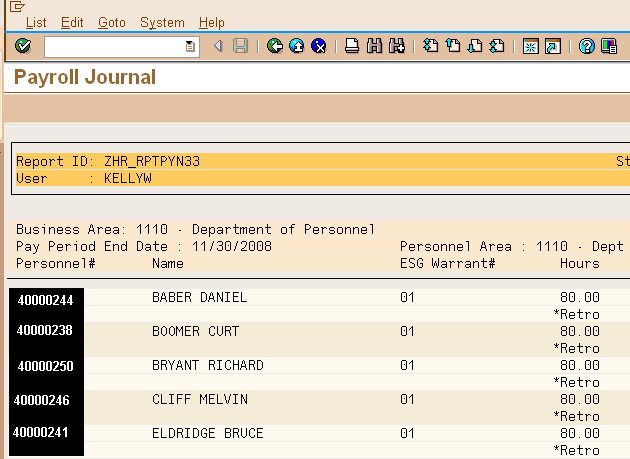 List Edit Goto System Help
Payroll Journal
Report ID: ZHR_RPTPYN33 St
User : KELLYW
Business Area: 1110 - Department of Personnel
Pay Period End Date : 11/30/2008 Personnel Area : 1110 - Dept
Personnel# Name ESG Warrant# Hours
40000244 BABER DANIEL 01 80.00
*Retro
40000238 BOOMER CURT 01 80.00
*Retro
40000250 BRYANT RICHARD 01 80.00
*Retro
40000246 CLIFF MELVIN 01 80.00
*Retro
40000241 ELDRIDGE BRUCE 01 80.00
*Retro